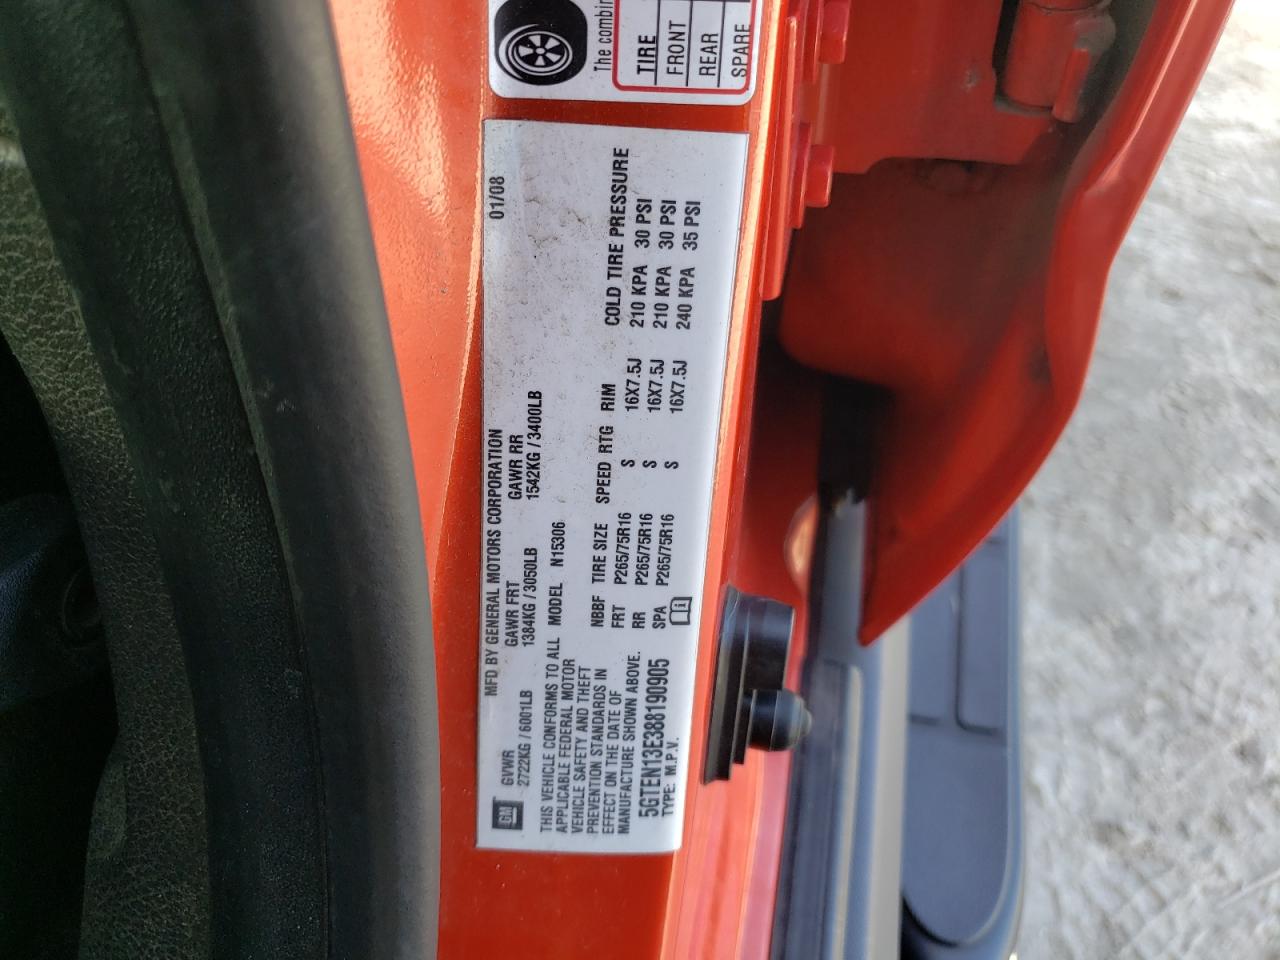 The combin
TIRE
FRONT
REAR
SPARE
MFD BY GENERAL MOTORS CORPORATION 01/08
GM GVWR GAWR FRT GAWR RR
2722KG / 6001LB 1384KG / 3050LB 1542KG / 3400LB
THIS VEHICLE CONFORMS TO ALL MODEL N15306
APPLICABLE FEDERAL MOTOR
VEHICLE SAFETY AND THEFT
PREVENTION STANDARDS IN
EFFECT ON THE DATE OF
MANUFACTURE SHOWN ABOVE.
NBBF TIRE SIZE SPEED RTG RIM COLD TIRE PRESSURE
FRT P265/75R16 S 16X7.5J 210 KPA 30 PSI
RR P265/75R16 S 16X7.5J 210 KPA 30 PSI
SPA P265/75R16 S 16X7.5J 240 KPA 35 PSI
5GTEN13E388190905
TYPE: M.P.V.